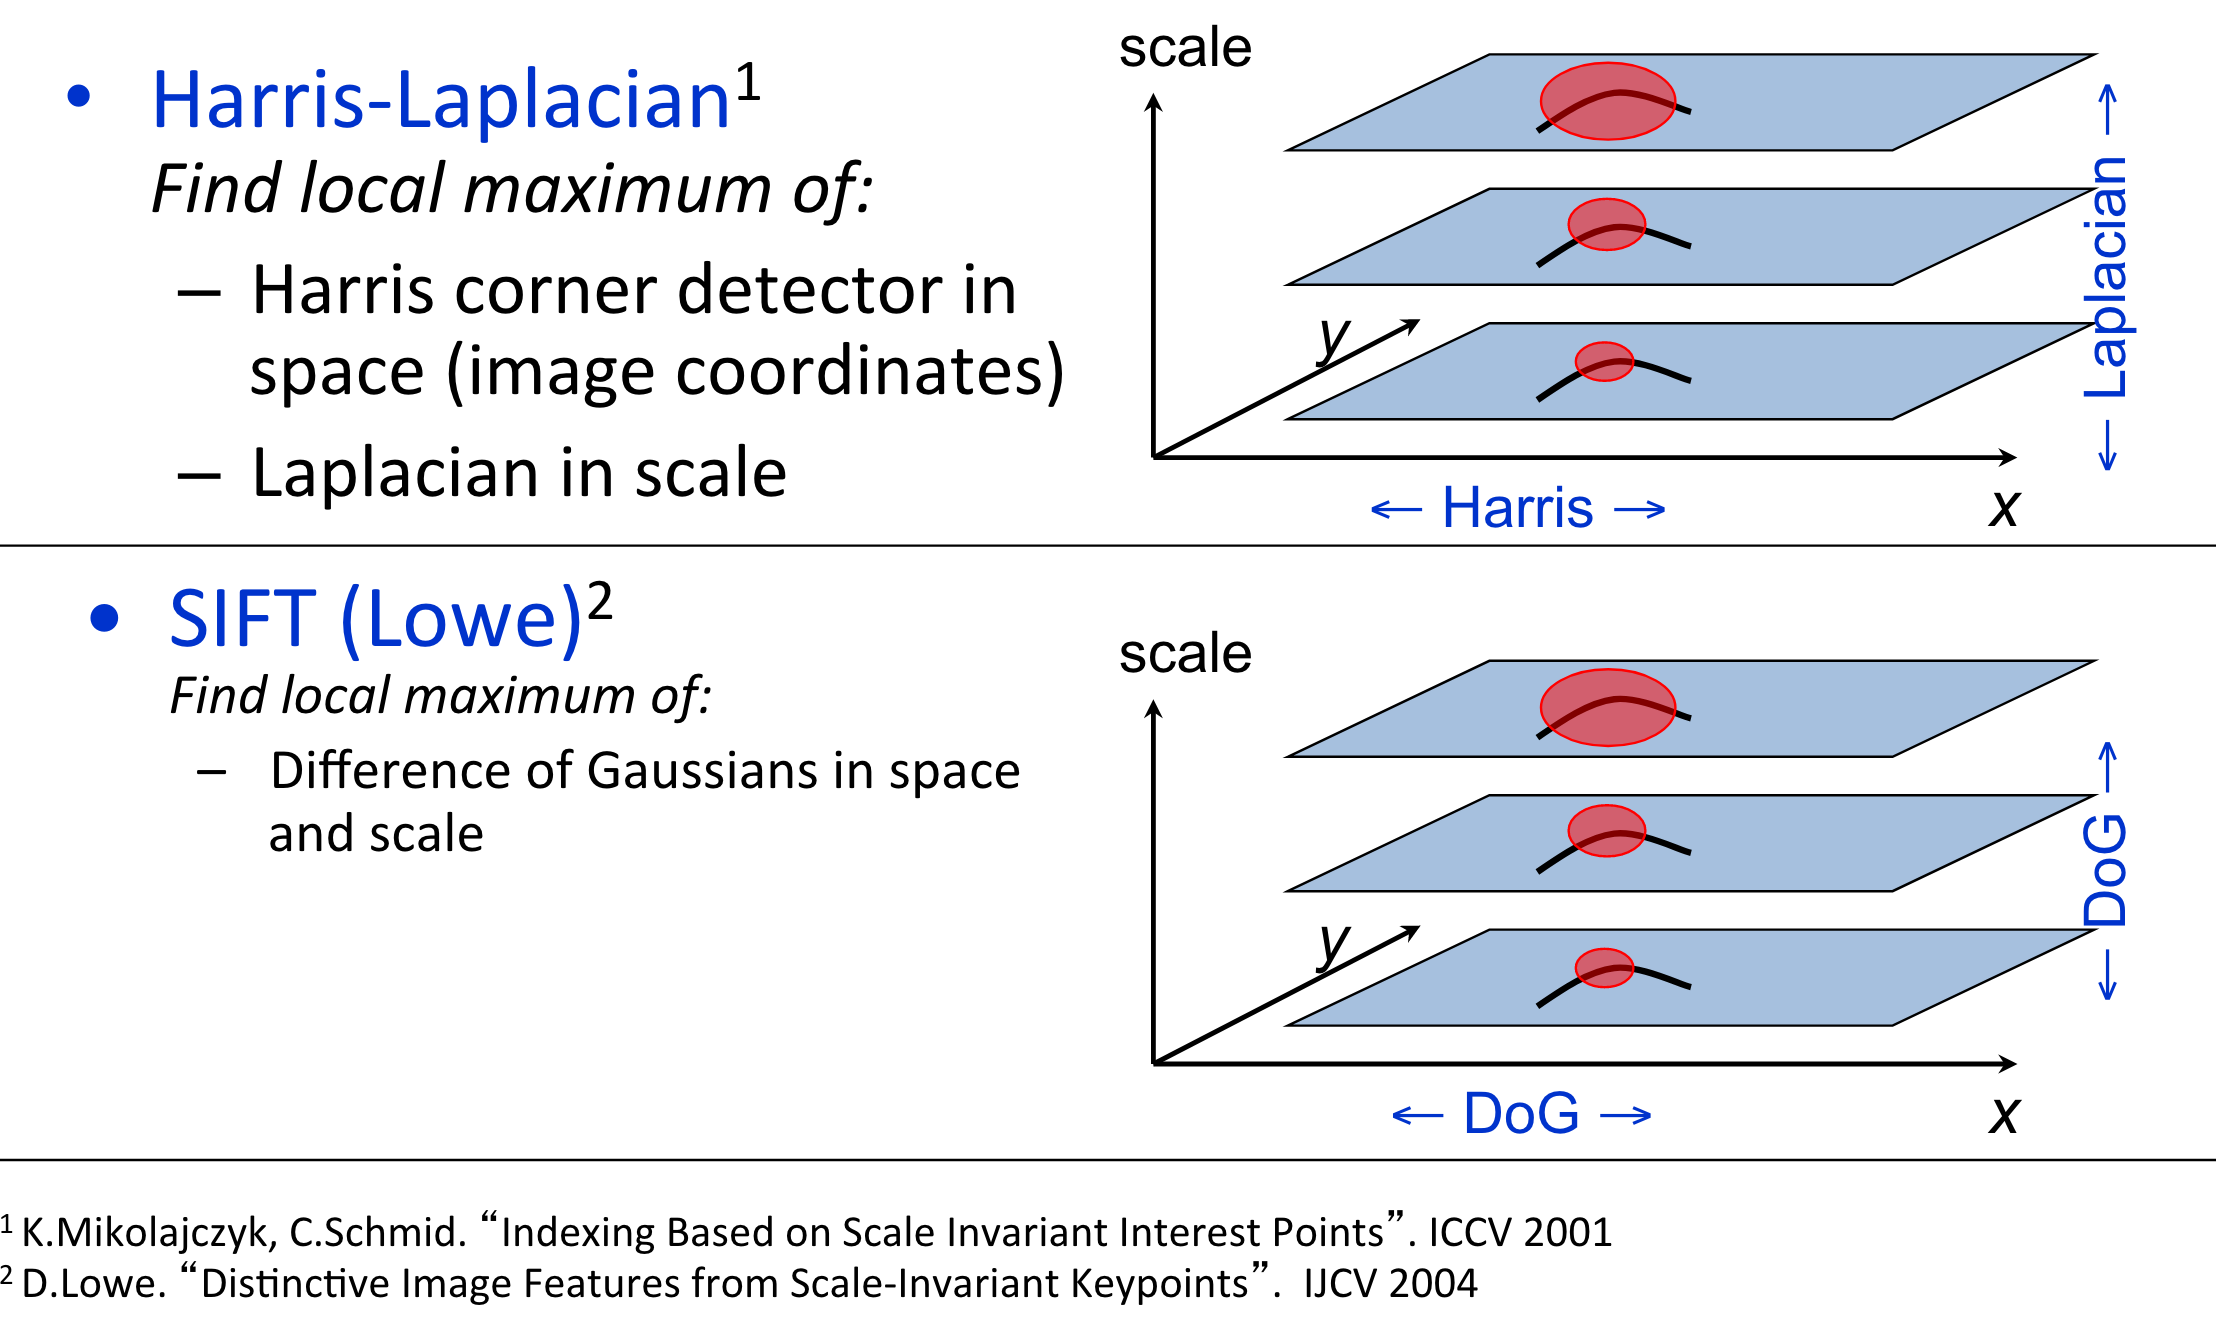 • Harris-Laplacian¹
Find local maximum of:
– Harris corner detector in
space (image coordinates)
– Laplacian in scale
scale
y
x
← Harris →
← Laplacian →
• SIFT (Lowe)²
Find local maximum of:
– Difference of Gaussians in space
and scale
scale
y
x
← DoG →
← DoG →
¹ K.Mikolajczyk, C.Schmid. “Indexing Based on Scale Invariant Interest Points”. ICCV 2001
² D.Lowe. “Distinctive Image Features from Scale-Invariant Keypoints”. IJCV 2004